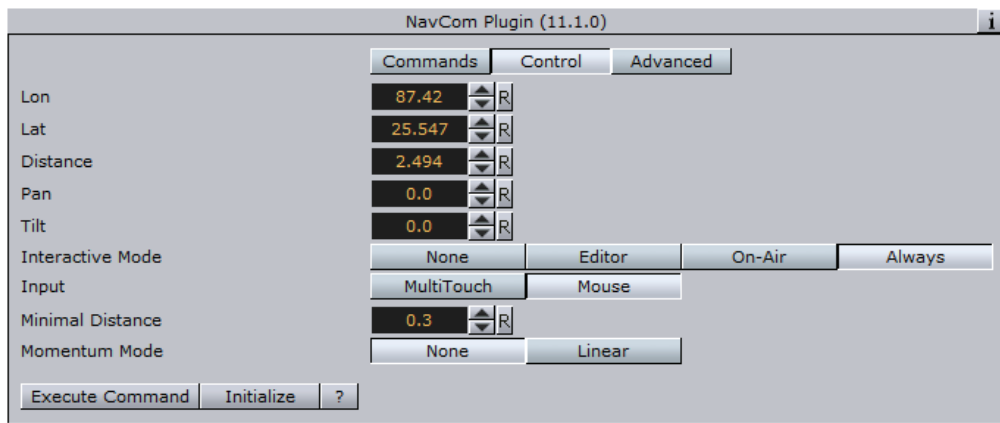 NavCom Plugin (11.1.0) i
Commands Control Advanced
Lon 87.42 R
Lat 25.547 R
Distance 2.494 R
Pan 0.0 R
Tilt 0.0 R
Interactive Mode None Editor On-Air Always
Input MultiTouch Mouse
Minimal Distance 0.3 R
Momentum Mode None Linear
Execute Command Initialize ?